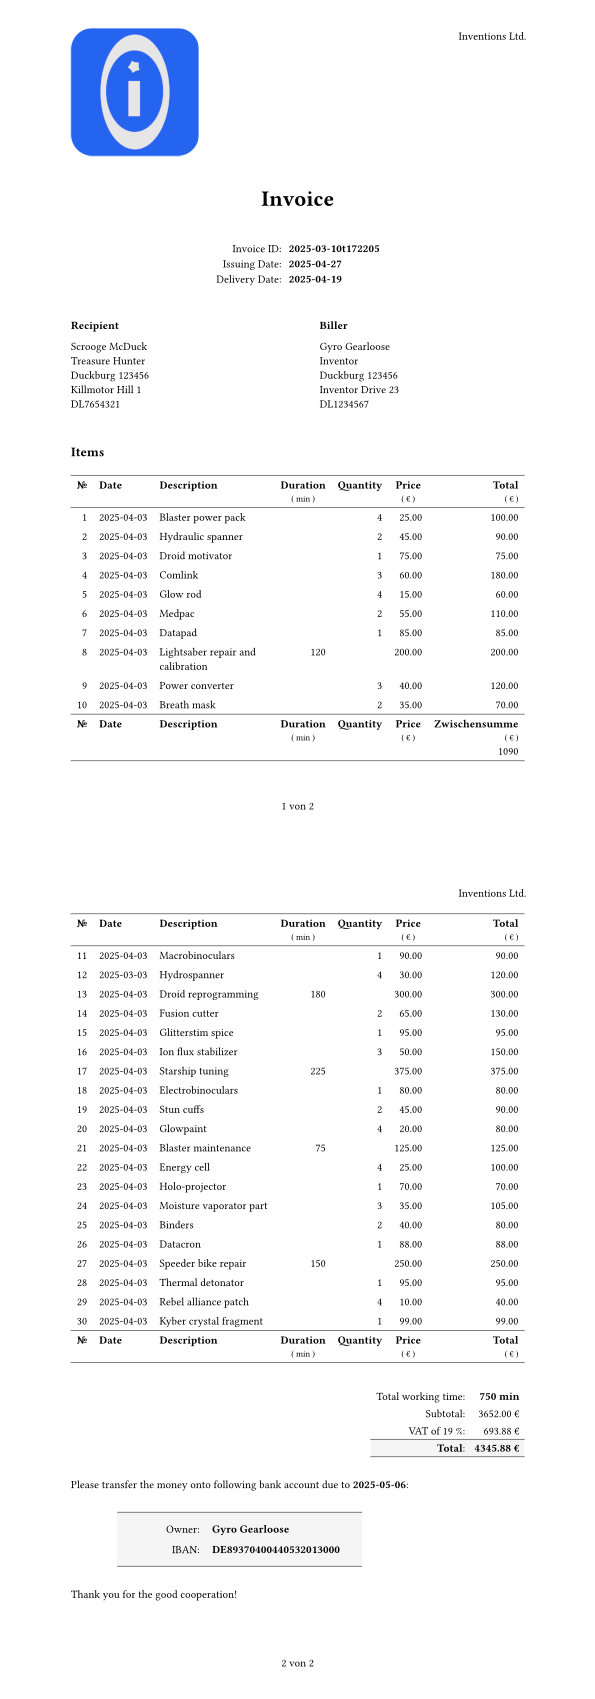 i
Inventions Ltd.
Invoice
Invoice ID: 2025-03-10t172205
Issuing Date: 2025-04-27
Delivery Date: 2025-04-19
Recipient
Scrooge McDuck
Treasure Hunter
Duckburg 123456
Killmotor Hill 1
DL7654321
Biller
Gyro Gearloose
Inventor
Duckburg 123456
Inventor Drive 23
DL1234567
Items
№ Date Description Duration Quantity Price Total
( min ) ( € ) ( € )
1 2025-04-03 Blaster power pack 4 25.00 100.00
2 2025-04-03 Hydraulic spanner 2 45.00 90.00
3 2025-04-03 Droid motivator 1 75.00 75.00
4 2025-04-03 Comlink 3 60.00 180.00
5 2025-04-03 Glow rod 4 15.00 60.00
6 2025-04-03 Medpac 2 55.00 110.00
7 2025-04-03 Datapad 1 85.00 85.00
8 2025-04-03 Lightsaber repair and 120 200.00 200.00
calibration
9 2025-04-03 Power converter 3 40.00 120.00
10 2025-04-03 Breath mask 2 35.00 70.00
№ Date Description Duration Quantity Price Zwischensumme
( min ) ( € ) ( € )
1090
1 von 2
Inventions Ltd.
№ Date Description Duration Quantity Price Total
( min ) ( € ) ( € )
11 2025-04-03 Macrobinoculars 1 90.00 90.00
12 2025-03-03 Hydrospanner 4 30.00 120.00
13 2025-04-03 Droid reprogramming 180 300.00 300.00
14 2025-04-03 Fusion cutter 2 65.00 130.00
15 2025-04-03 Glitterstim spice 1 95.00 95.00
16 2025-04-03 Ion flux stabilizer 3 50.00 150.00
17 2025-04-03 Starship tuning 225 375.00 375.00
18 2025-04-03 Electrobinoculars 1 80.00 80.00
19 2025-04-03 Stun cuffs 2 45.00 90.00
20 2025-04-03 Glowpaint 4 20.00 80.00
21 2025-04-03 Blaster maintenance 75 125.00 125.00
22 2025-04-03 Energy cell 4 25.00 100.00
23 2025-04-03 Holo-projector 1 70.00 70.00
24 2025-04-03 Moisture vaporator part 3 35.00 105.00
25 2025-04-03 Binders 2 40.00 80.00
26 2025-04-03 Datacron 1 88.00 88.00
27 2025-04-03 Speeder bike repair 150 250.00 250.00
28 2025-04-03 Thermal detonator 1 95.00 95.00
29 2025-04-03 Rebel alliance patch 4 10.00 40.00
30 2025-04-03 Kyber crystal fragment 1 99.00 99.00
№ Date Description Duration Quantity Price Total
( min ) ( € ) ( € )
Total working time: 750 min
Subtotal: 3652.00 €
VAT of 19 %: 693.88 €
Total: 4345.88 €
Please transfer the money onto following bank account due to 2025-05-06:
Owner: Gyro Gearloose
IBAN: DE89370400440532013000
Thank you for the good cooperation!
2 von 2